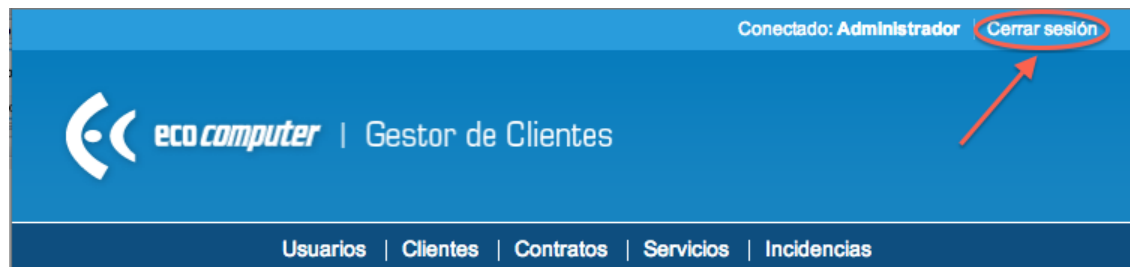 Conectado: Administrador | Cerrar sesión
eco computer | Gestor de Clientes
Usuarios | Clientes | Contratos | Servicios | Incidencias